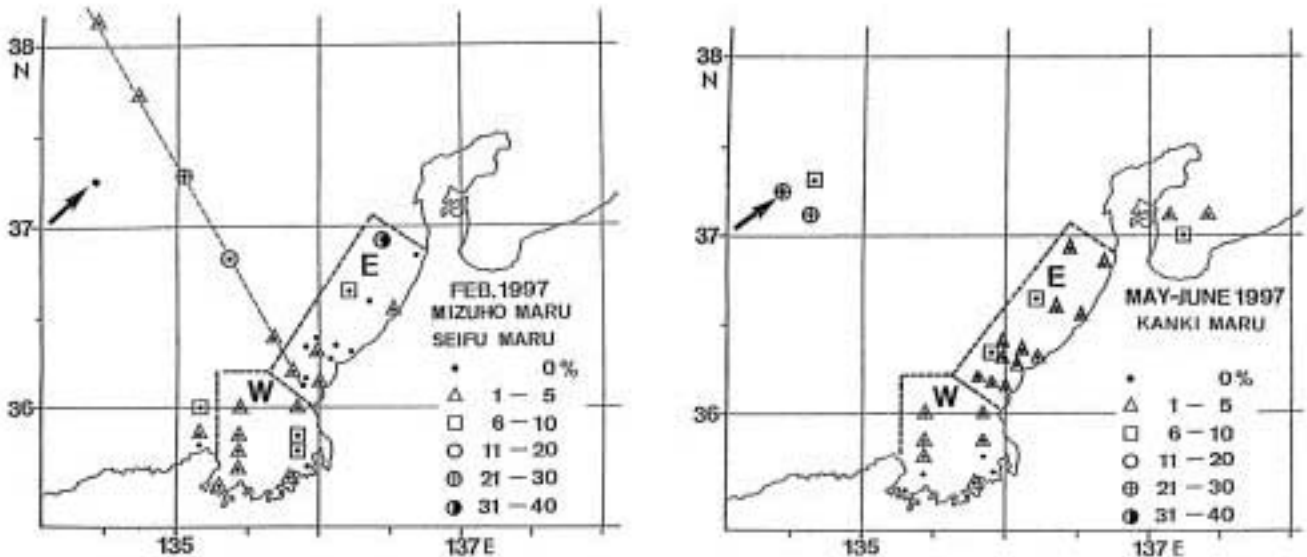 38
N
37
36
135
137 E
E
W
FEB. 1997
MIZUHO MARU
SEIFU MARU
0 %
1 – 5
6 – 10
11 – 20
21 – 30
31 – 40
38
N
37
36
135
137 E
E
W
MAY-JUNE 1997
KANKI MARU
0 %
1 – 5
6 – 10
11 – 20
21 – 30
31 – 40